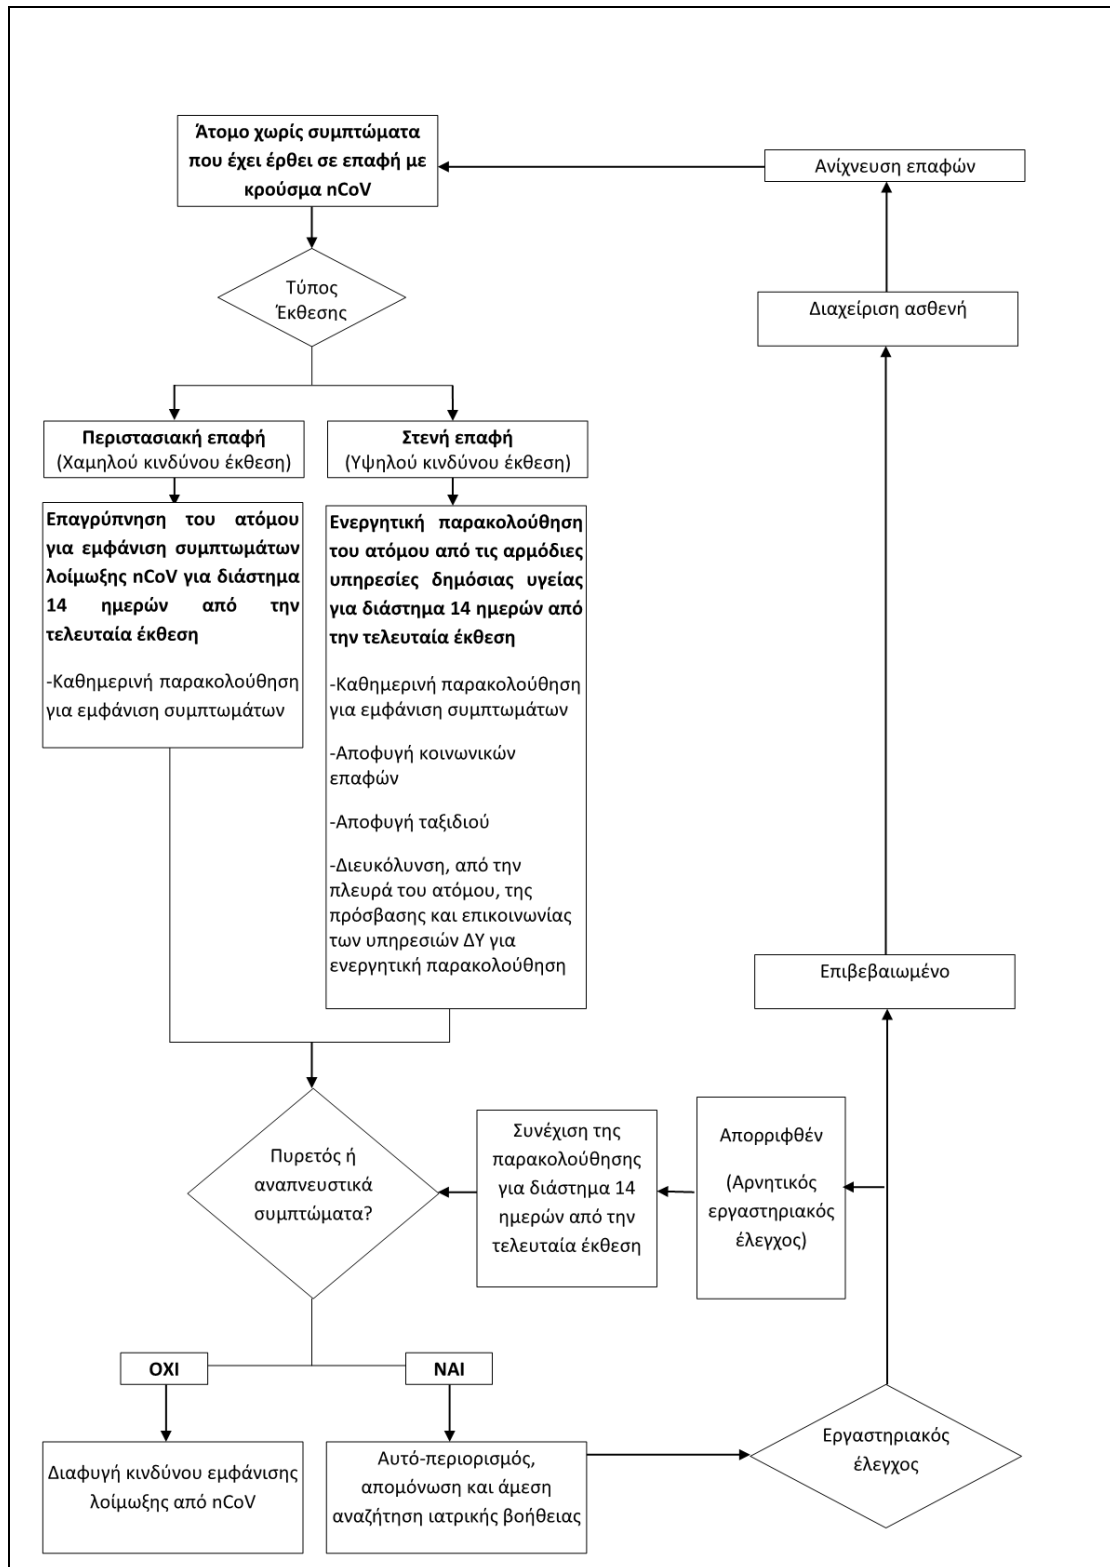 Άτομο χωρίς συμπτώματα
που έχει έρθει σε επαφή με
κρούσμα nCoV
Ανίχνευση επαφών
Τύπος
Έκθεσης
Διαχείριση ασθενή
Περιστασιακή επαφή
(Χαμηλού κινδύνου έκθεση)
Στενή επαφή
(Υψηλού κινδύνου έκθεση)
Επαγρύπνηση του ατόμου
για εμφάνιση συμπτωμάτων
λοίμωξης nCoV για διάστημα
14 ημερών από την
τελευταία έκθεση
-Καθημερινή παρακολούθηση
για εμφάνιση συμπτωμάτων
Ενεργητική παρακολούθηση
του ατόμου από τις αρμόδιες
υπηρεσίες δημόσιας υγείας
για διάστημα 14 ημερών από
την τελευταία έκθεση
-Καθημερινή παρακολούθηση
για εμφάνιση συμπτωμάτων
-Αποφυγή κοινωνικών
επαφών
-Αποφυγή ταξιδιού
-Διευκόλυνση, από την
πλευρά του ατόμου, της
πρόσβασης και επικοινωνίας
των υπηρεσιών ΔΥ για
ενεργητική παρακολούθηση
Επιβεβαιωμένο
Πυρετός ή
αναπνευστικά
συμπτώματα?
Συνέχιση της
παρακολούθησης
για διάστημα 14
ημερών από την
τελευταία έκθεση
Απορριφθέν
(Αρνητικός
εργαστηριακός
έλεγχος)
ΟΧΙ
ΝΑΙ
Διαφυγή κινδύνου εμφάνισης
λοίμωξης από nCoV
Αυτό-περιορισμός,
απομόνωση και άμεση
αναζήτηση ιατρικής βοήθειας
Εργαστηριακός
έλεγχος